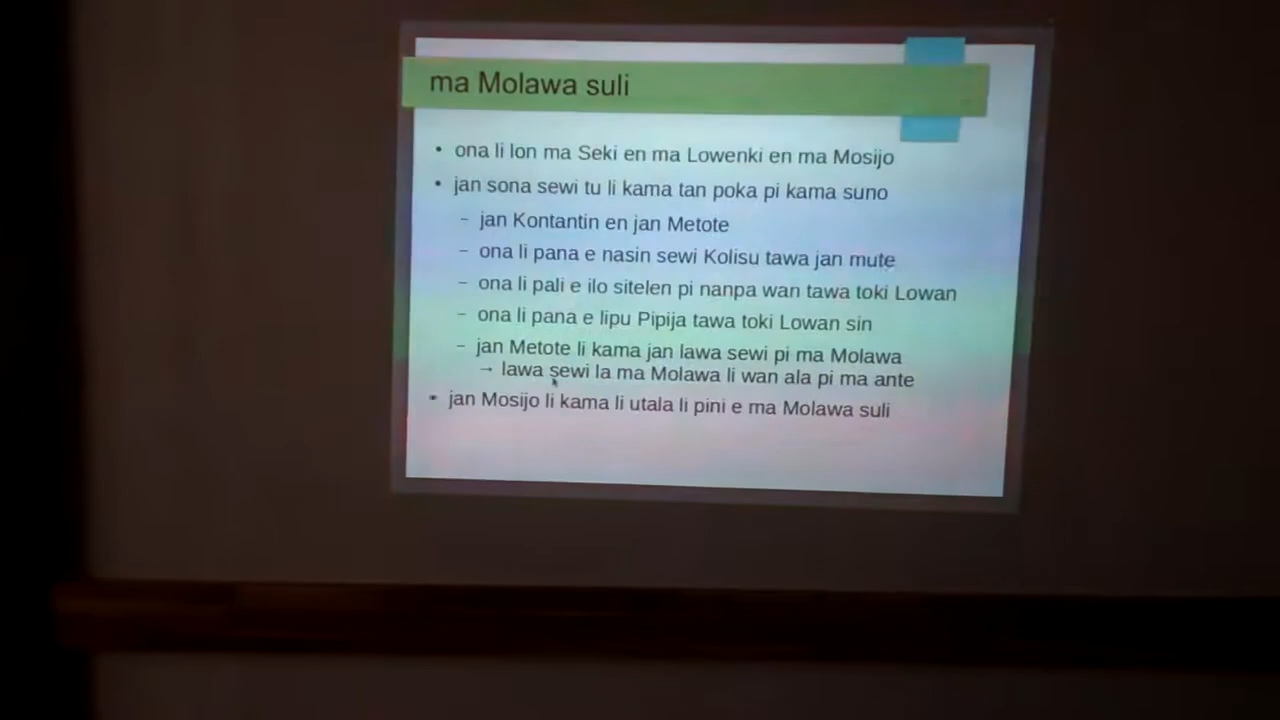 ma Molawa suli
• ona li lon ma Seki en ma Lowenki en ma Mosijo
• jan sona sewi tu li kama tan poka pi kama suno
– jan Kontantin en jan Metote
– ona li pana e nasin sewi Kolisu tawa jan mute
– ona li pali e ilo sitelen pi nanpa wan tawa toki Lowan
– ona li pana e lipu Pipija tawa toki Lowan sin
– jan Metote li kama jan lawa sewi pi ma Molawa
→ lawa sewi la ma Molawa li wan ala pi ma ante
• jan Mosijo li kama li utala li pini e ma Molawa suli